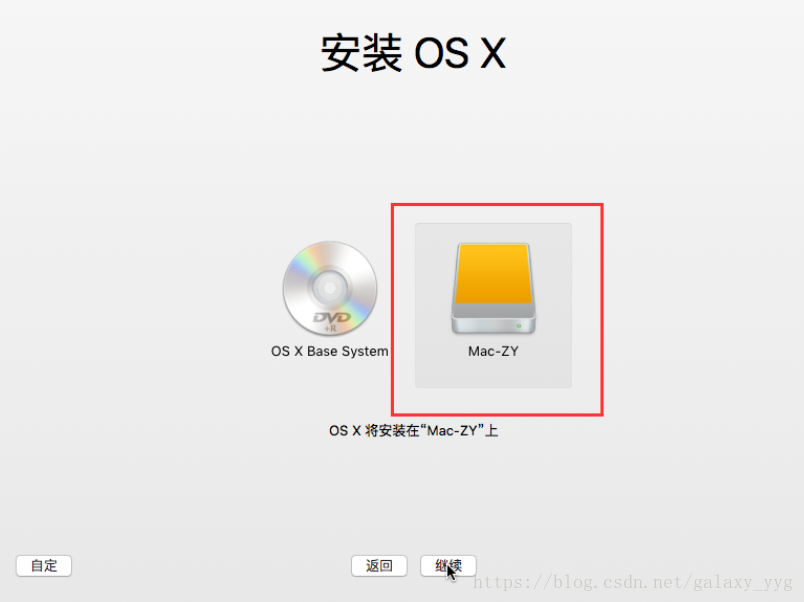 安装 OS X
DVD
+R
OS X Base System
Mac-ZY
OS X 将安装在“Mac-ZY”上
自定
返回
继续
https://blog.csdn.net/galaxy_yyg